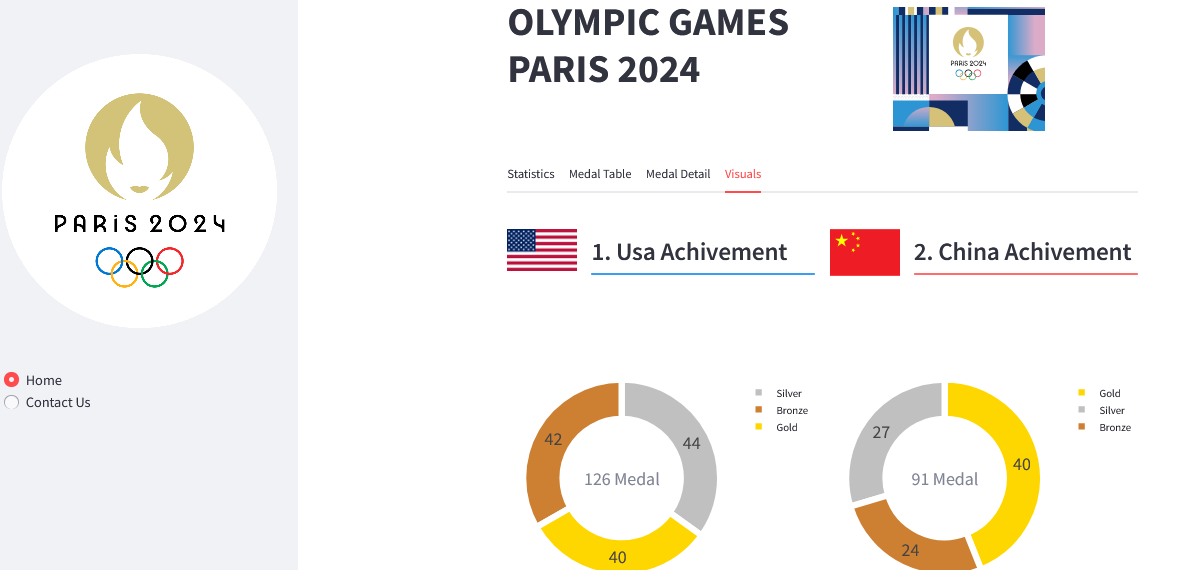 PARIS 2024
Home
Contact Us
OLYMPIC GAMES
PARIS 2024
PARIS 2024
Statistics Medal Table Medal Detail Visuals
1. Usa Achivement
2. China Achivement
42
44
126 Medal
40
Silver
Bronze
Gold
27
40
91 Medal
24
Gold
Silver
Bronze